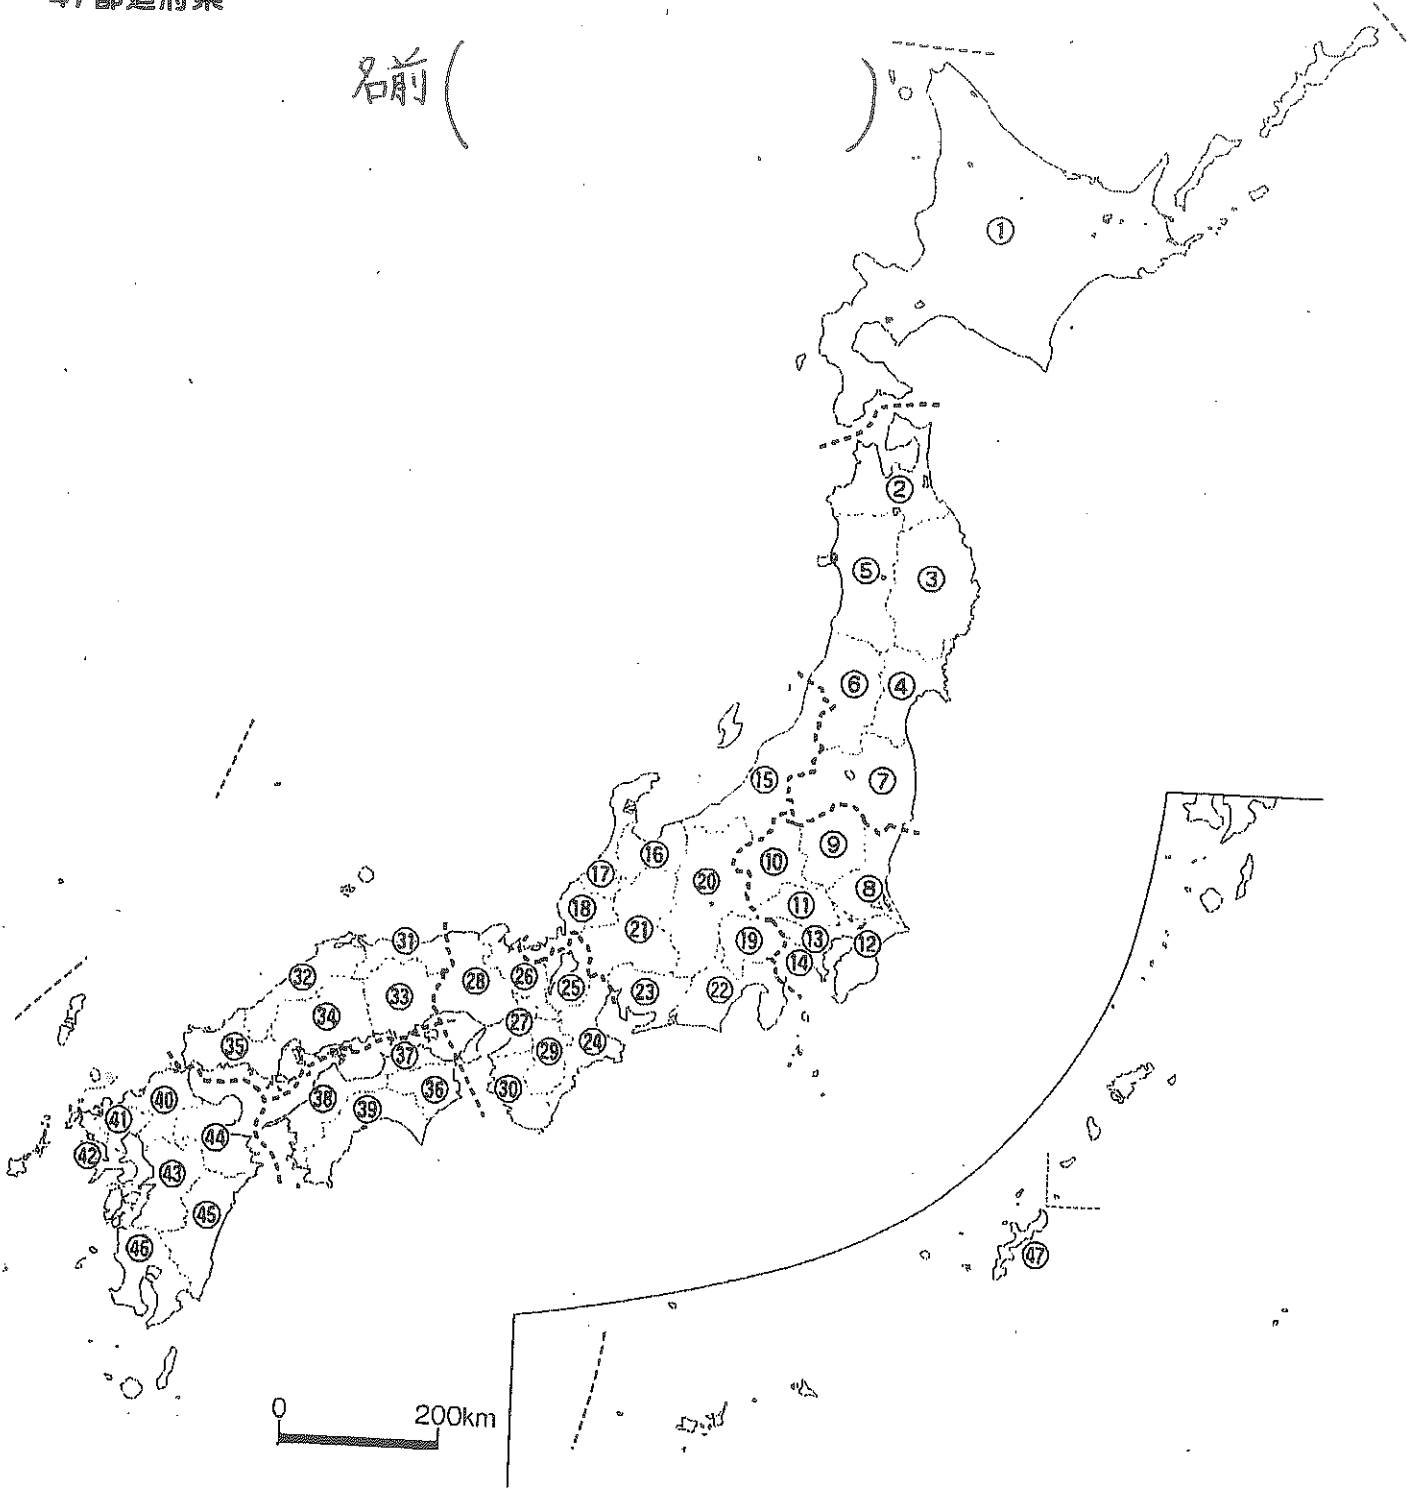 47都道府県
名前(　　　)
①
②
⑤ ③
⑥ ④
⑮ ⑦
⑯ ⑩ ⑨
⑰ ⑳ ⑧
⑱ ⑪
㉛ ㉑ ⑲ ⑬ ⑫
㉜ ㉝ ㉘ ㉖ ㉕ ㉓ ㉒ ⑭
㉞ ㉗
㉟ ㊲ ㉙ ㉔
㊵ ㊳ ㊴ ㊱ ㉚
㊶ ㊹
㊷ ㊸
㊺
㊻ ㊼
0 200km